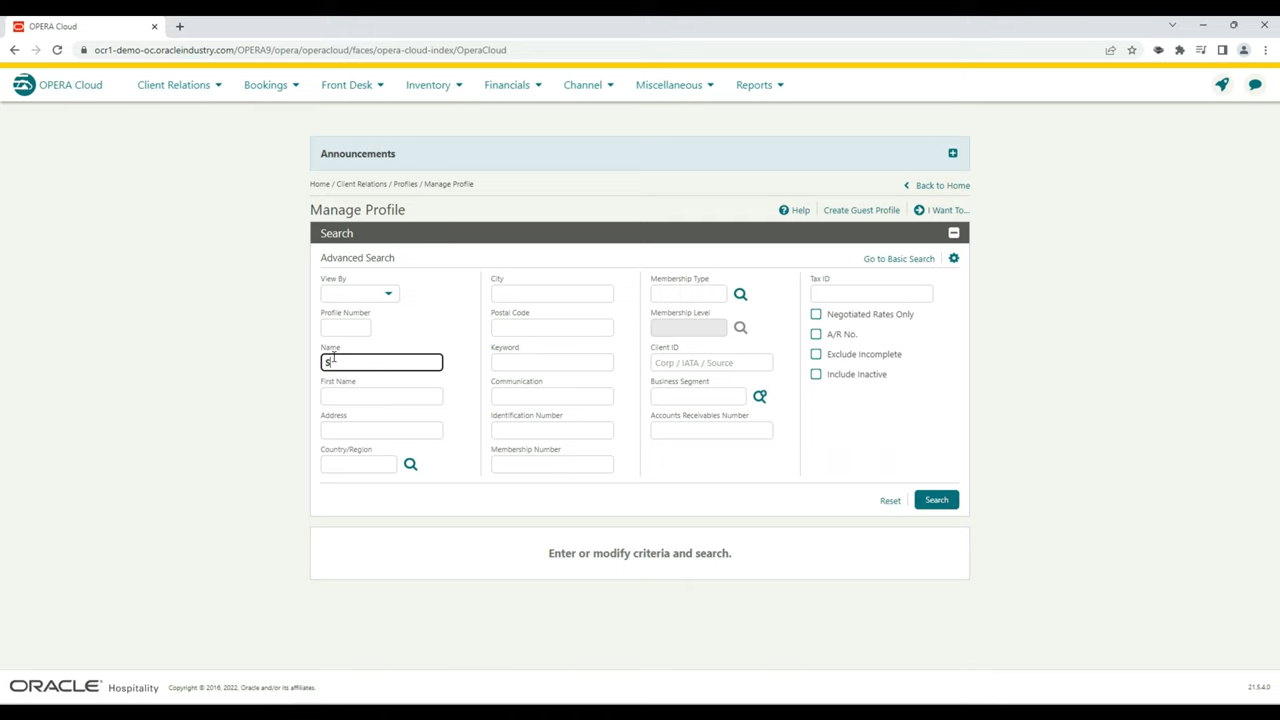 OPERA Cloud
ocr1-demo-oc.oracleindustry.com/OPERA9/opera/operacloud/faces/opera-cloud-index/OperaCloud
OPERA Cloud Client Relations Bookings Front Desk Inventory Financials Channel Miscellaneous Reports
Announcements
Home / Client Relations / Profiles / Manage Profile Back to Home
Manage Profile Help Create Guest Profile I Want To...
Search
Advanced Search Go to Basic Search
View By City Membership Type Tax ID
Negotiated Rates Only
Profile Number Postal Code Membership Level
A/R No.
Name Keyword Client ID
Exclude Incomplete
S Corp / IATA / Source
Include Inactive
First Name Communication Business Segment
Address Identification Number Accounts Receivables Number
Country/Region Membership Number
Reset Search
Enter or modify criteria and search.
ORACLE Hospitality Copyright © 2016, 2022, Oracle and/or its affiliates. 21.5.4.0